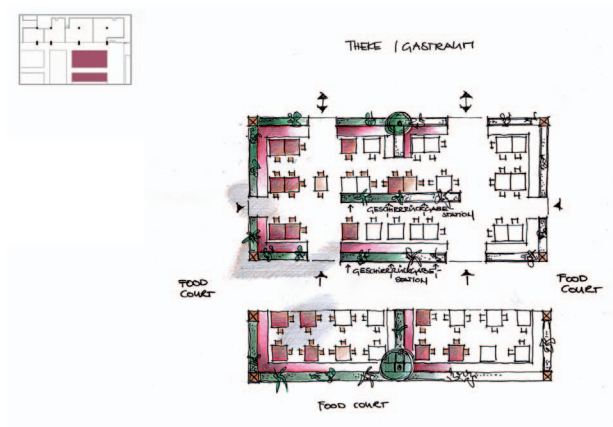 THEKE / GASTRAUM
GESCHIRRRÜCKGABE
STATION
GESCHIRRRÜCKGABE
STATION
FOOD
COURT
FOOD
COURT
FOOD COURT